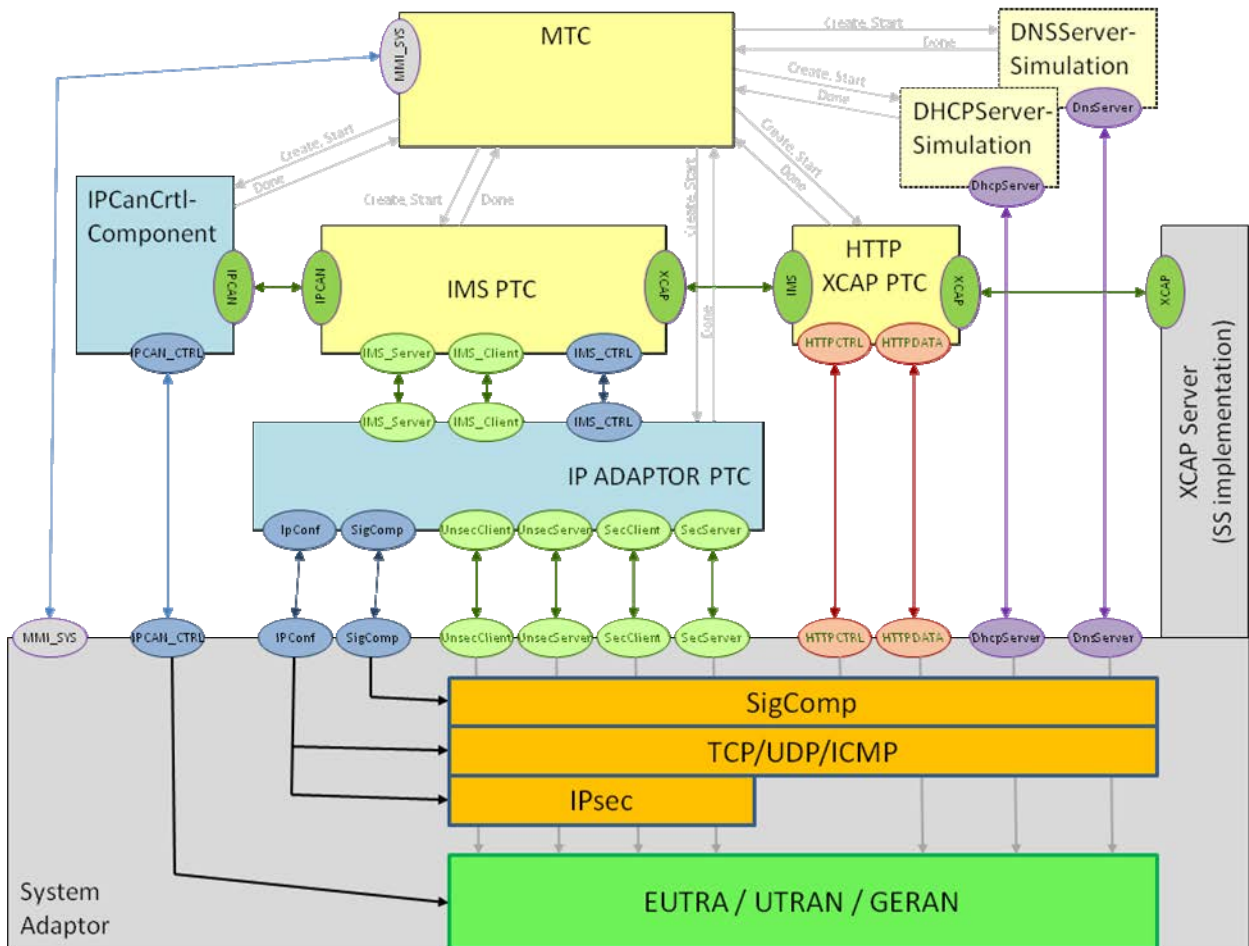 MTC
MMI_SYS
Create, Start
Done
DNSServer-
Simulation
DnsServer
Create, Start
Done
DHCPServer-
Simulation
DhcpServer
Create, Start
Done
Create, Start
Done
Create, Start
Done
Create, Start
Done
IPCanCrtl-
Component
IPCAN
IPCAN_CTRL
IPCAN
IMS PTC
XCAP
IMS_Server
IMS_Client
IMS_CTRL
IMS
HTTP
XCAP PTC
XCAP
HTTPCTRL
HTTPDATA
XCAP
XCAP Server
(SS implementation)
IMS_Server
IMS_Client
IMS_CTRL
IP ADAPTOR PTC
IpConf
SigComp
UnsecClient
UnsecServer
SecClient
SecServer
MMI_SYS
IPCAN_CTRL
IPConf
SigComp
UnsecClient
UnsecServer
SecClient
SecServer
HTTPCTRL
HTTPDATA
DhcpServer
DnsServer
SigComp
TCP/UDP/ICMP
IPsec
EUTRA / UTRAN / GERAN
System
Adaptor